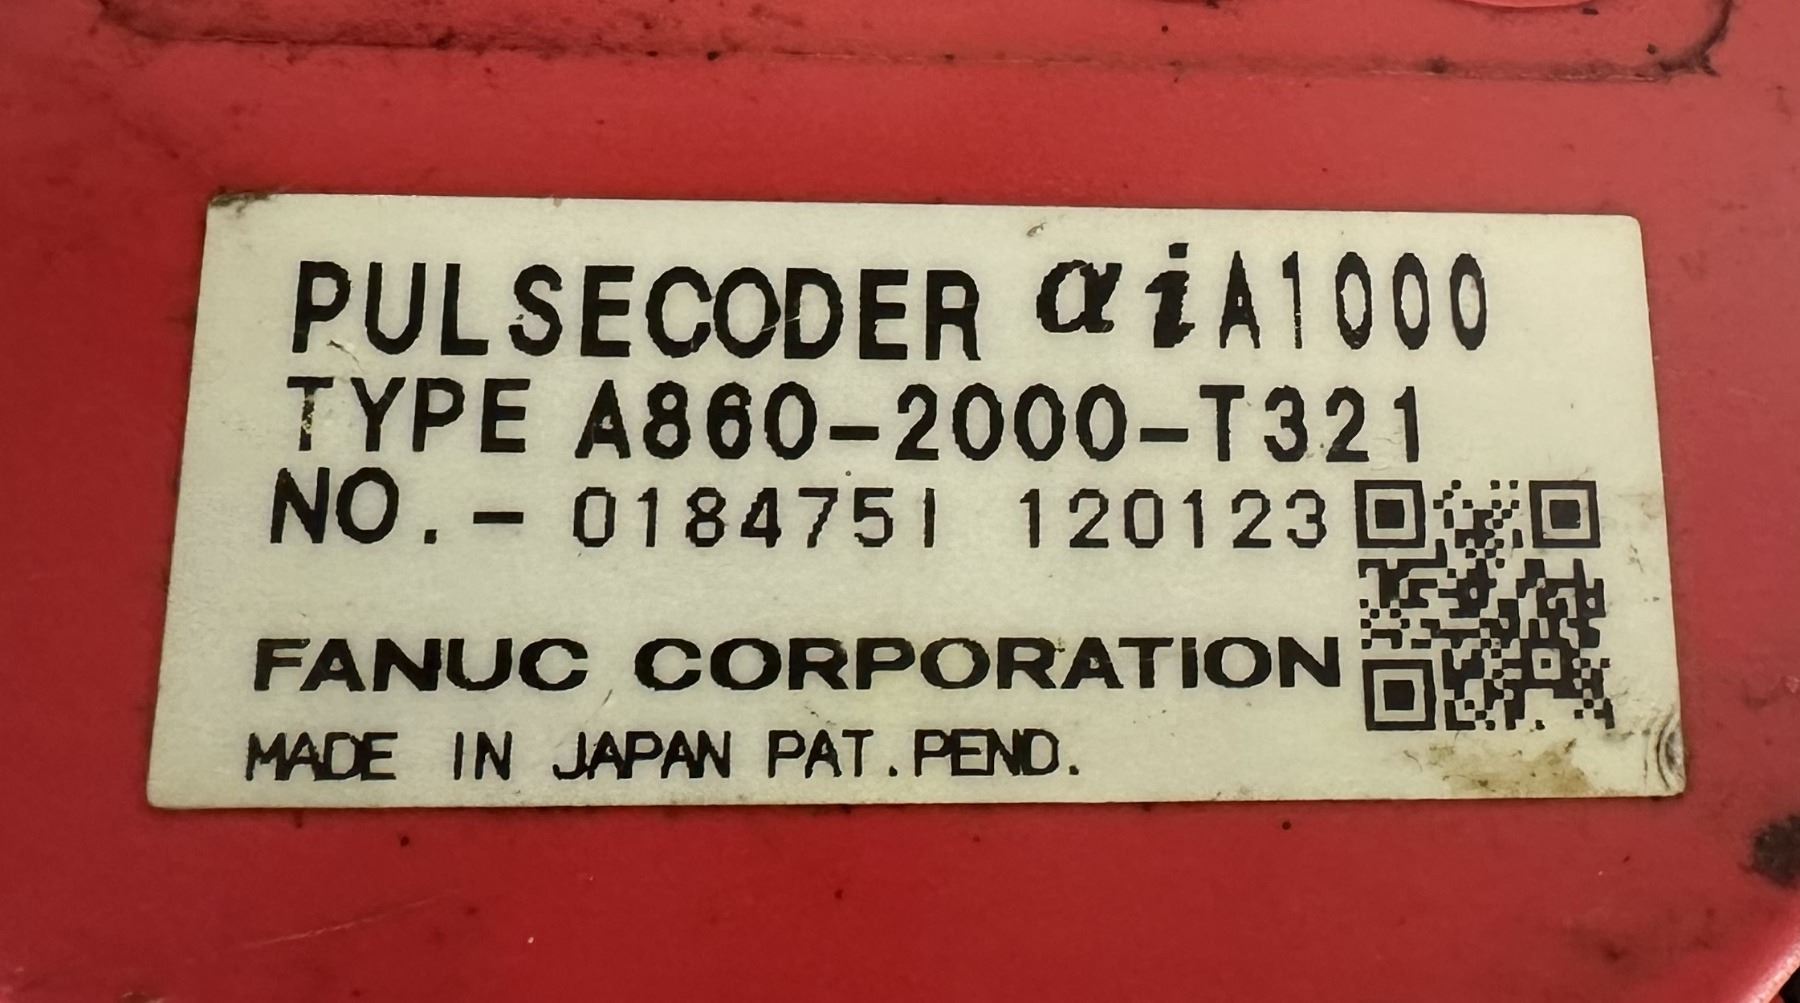 PULSECODER αiA1000
TYPE A860-2000-T321
NO.- 0184751 120123
FANUC CORPORATION
MADE IN JAPAN PAT.PEND.